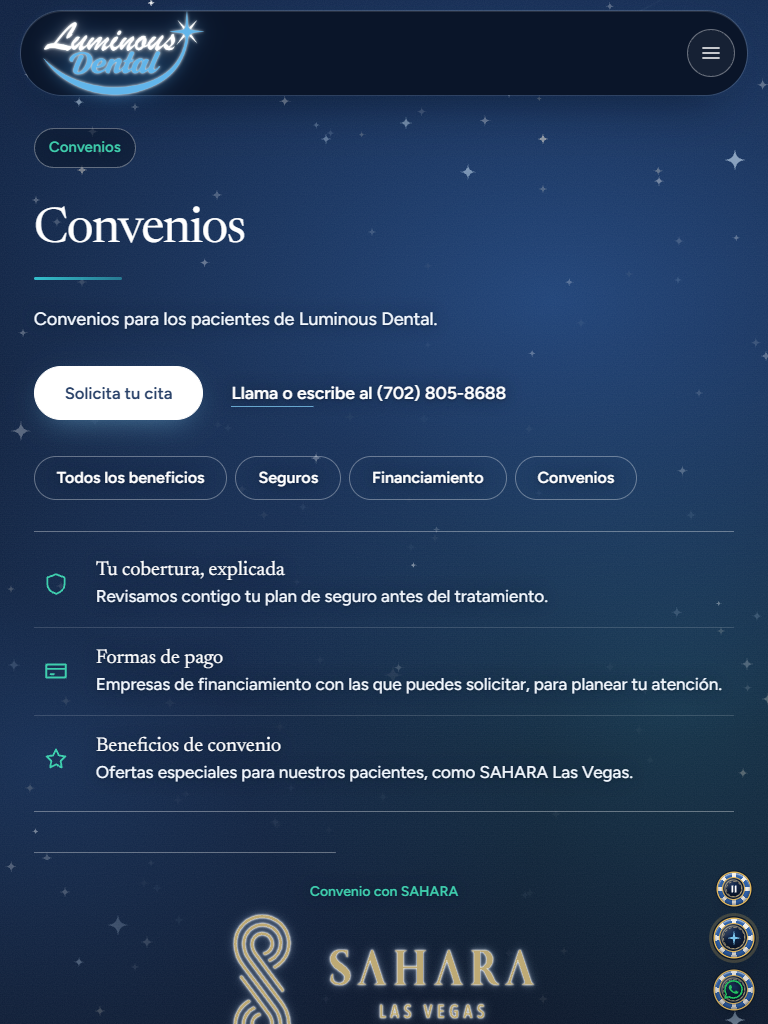 Luminous
Dental
Convenios
Convenios
Convenios para los pacientes de Luminous Dental.
Solicita tu cita
Llama o escribe al (702) 805-8688
Todos los beneficios
Seguros
Financiamiento
Convenios
Tu cobertura, explicada
Revisamos contigo tu plan de seguro antes del tratamiento.
Formas de pago
Empresas de financiamiento con las que puedes solicitar, para planear tu atención.
Beneficios de convenio
Ofertas especiales para nuestros pacientes, como SAHARA Las Vegas.
Convenio con SAHARA
SAHARA
LAS VEGAS